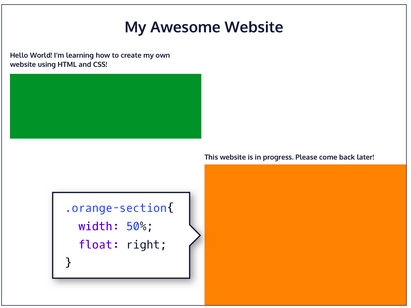 My Awesome Website
Hello World! I'm learning how to create my own
website using HTML and CSS!
This website is in progress. Please come back later!
.orange-section{
width: 50%;
float: right;
}